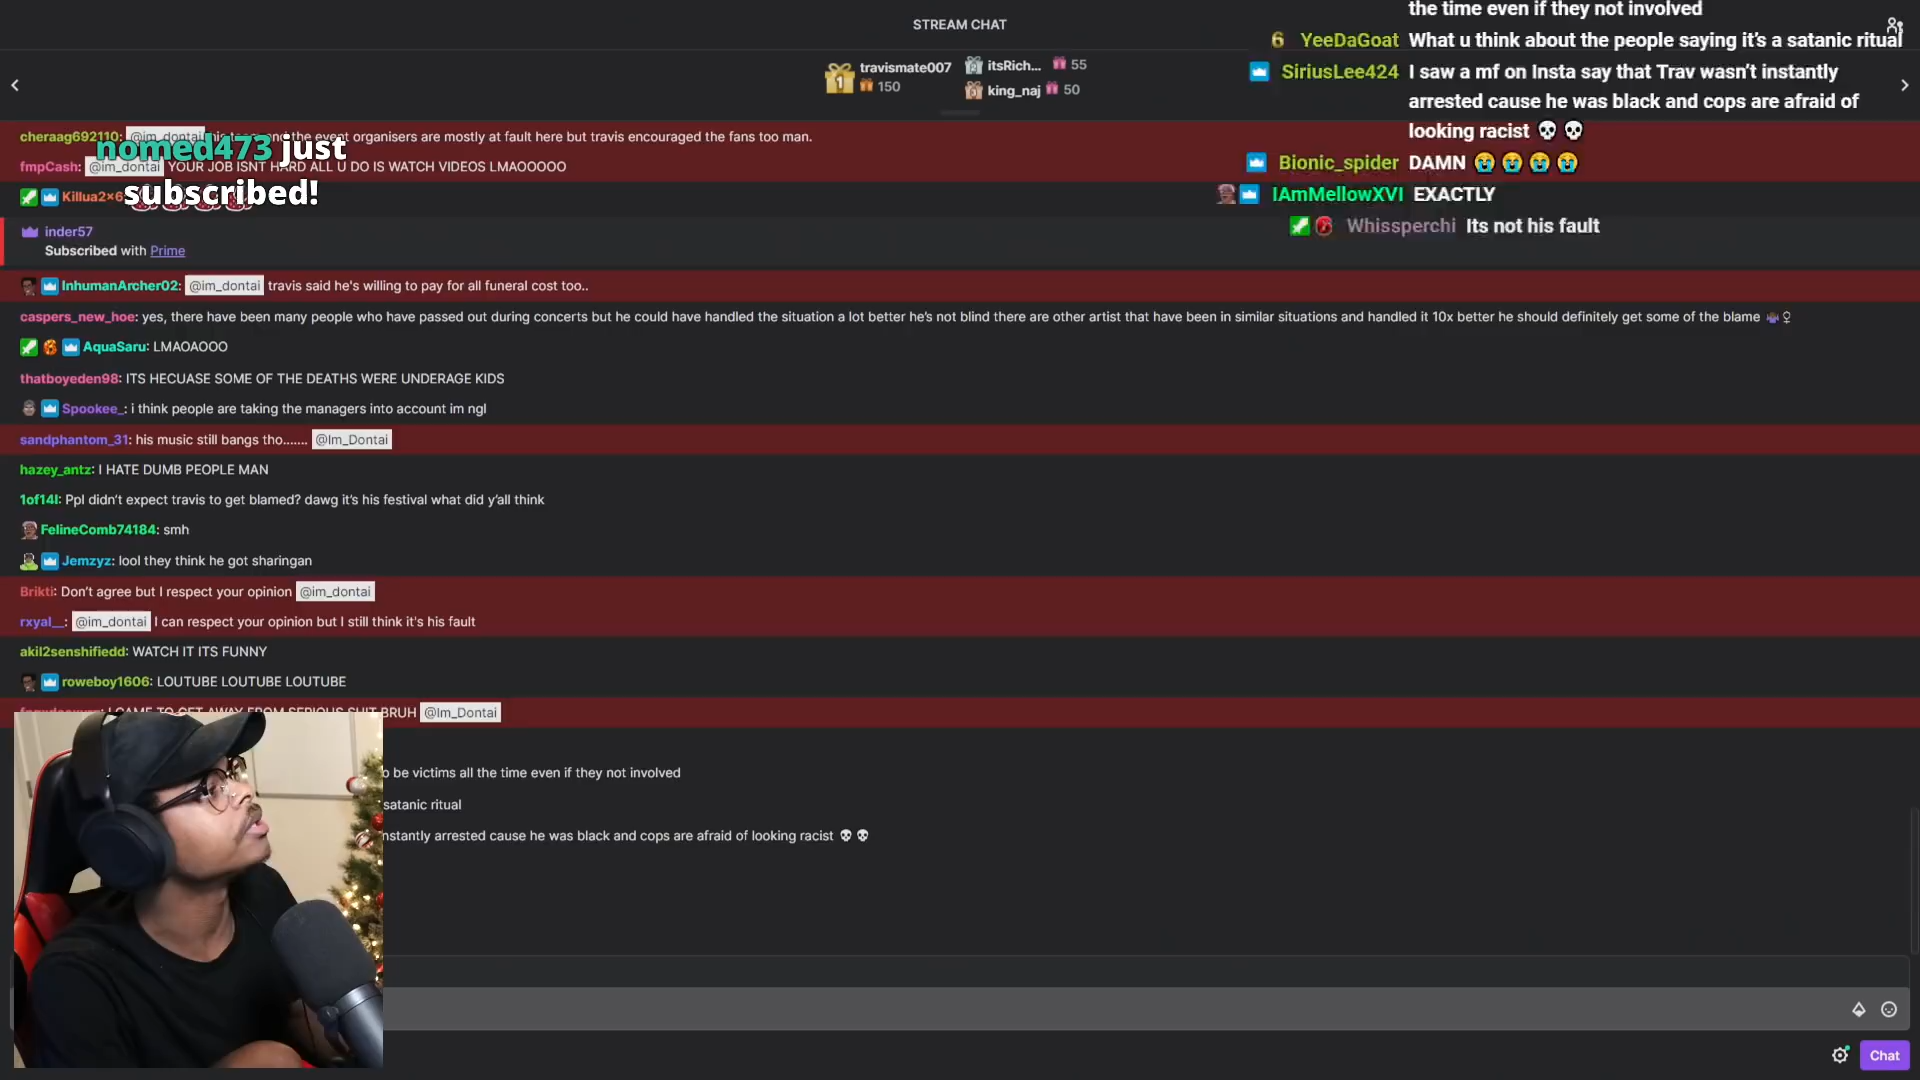 STREAM CHAT
travismate007
150
itsRich... 55
king_naj 50
the time even if they not involved
6 YeeDaGoat What u think about the people saying it's a satanic ritual
SiriusLee424 I saw a mf on Insta say that Trav wasn't instantly
arrested cause he was black and cops are afraid of
looking racist 💀💀
Bionic_spider DAMN 😭😭😭😭
IAmMellowXVI EXACTLY
Whissperchi Its not his fault
nomed473 just
subscribed!
cheraag692110: @im_dontai and the event organisers are mostly at fault here but travis encouraged the fans too man.
fmpCash: @im_dontai YOUR JOB ISNT HARD ALL U DO IS WATCH VIDEOS LMAOOOOO
Killua2x6
inder57
Subscribed with Prime
InhumanArcher02: @im_dontai travis said he's willing to pay for all funeral cost too..
caspers_new_hoe: yes, there have been many people who have passed out during concerts but he could have handled the situation a lot better he's not blind there are other artist that have been in similar situations and handled it 10x better he should definitely get some of the blame
AquaSaru: LMAOAOOO
thatboyeden98: ITS HECUASE SOME OF THE DEATHS WERE UNDERAGE KIDS
Spookee_: i think people are taking the managers into account im ngl
sandphantom_31: his music still bangs tho....... @Im_Dontai
hazey_antz: I HATE DUMB PEOPLE MAN
1of14l: Ppl didn't expect travis to get blamed? dawg it's his festival what did y'all think
FelineComb74184: smh
Jemzyz: lool they think he got sharingan
Brikti: Don't agree but I respect your opinion @im_dontai
rxyal__: @im_dontai I can respect your opinion but I still think it's his fault
akil2senshifiedd: WATCH IT ITS FUNNY
roweboy1606: LOUTUBE LOUTUBE LOUTUBE
I CAME TO GET AWAY FROM SERIOUS SHIT BRUH @Im_Dontai
o be victims all the time even if they not involved
satanic ritual
nstantly arrested cause he was black and cops are afraid of looking racist 💀💀
Chat